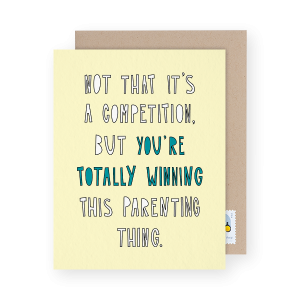 NOT THAT IT'S
A COMPETITION,
BUT YOU'RE
TOTALLY WINNING
THIS PARENTING
THING.